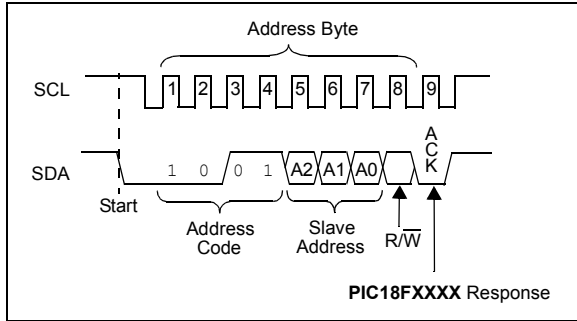 Address Byte
SCL 1 2 3 4 5 6 7 8 9
ACK
SDA 1 0 0 1 A2 A1 A0
Start
Address Code
Slave Address
R/W̅
PIC18FXXXX Response